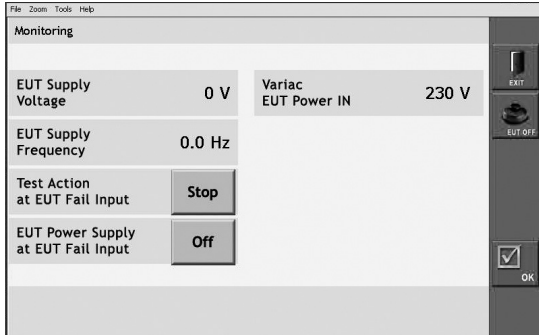 File Zoom Tools Help
Monitoring
EUT Supply
Voltage
0 V
Variac
EUT Power IN
230 V
EUT Supply
Frequency
0.0 Hz
Test Action
at EUT Fail Input
Stop
EUT Power Supply
at EUT Fail Input
Off
EXIT
EUT OFF
OK